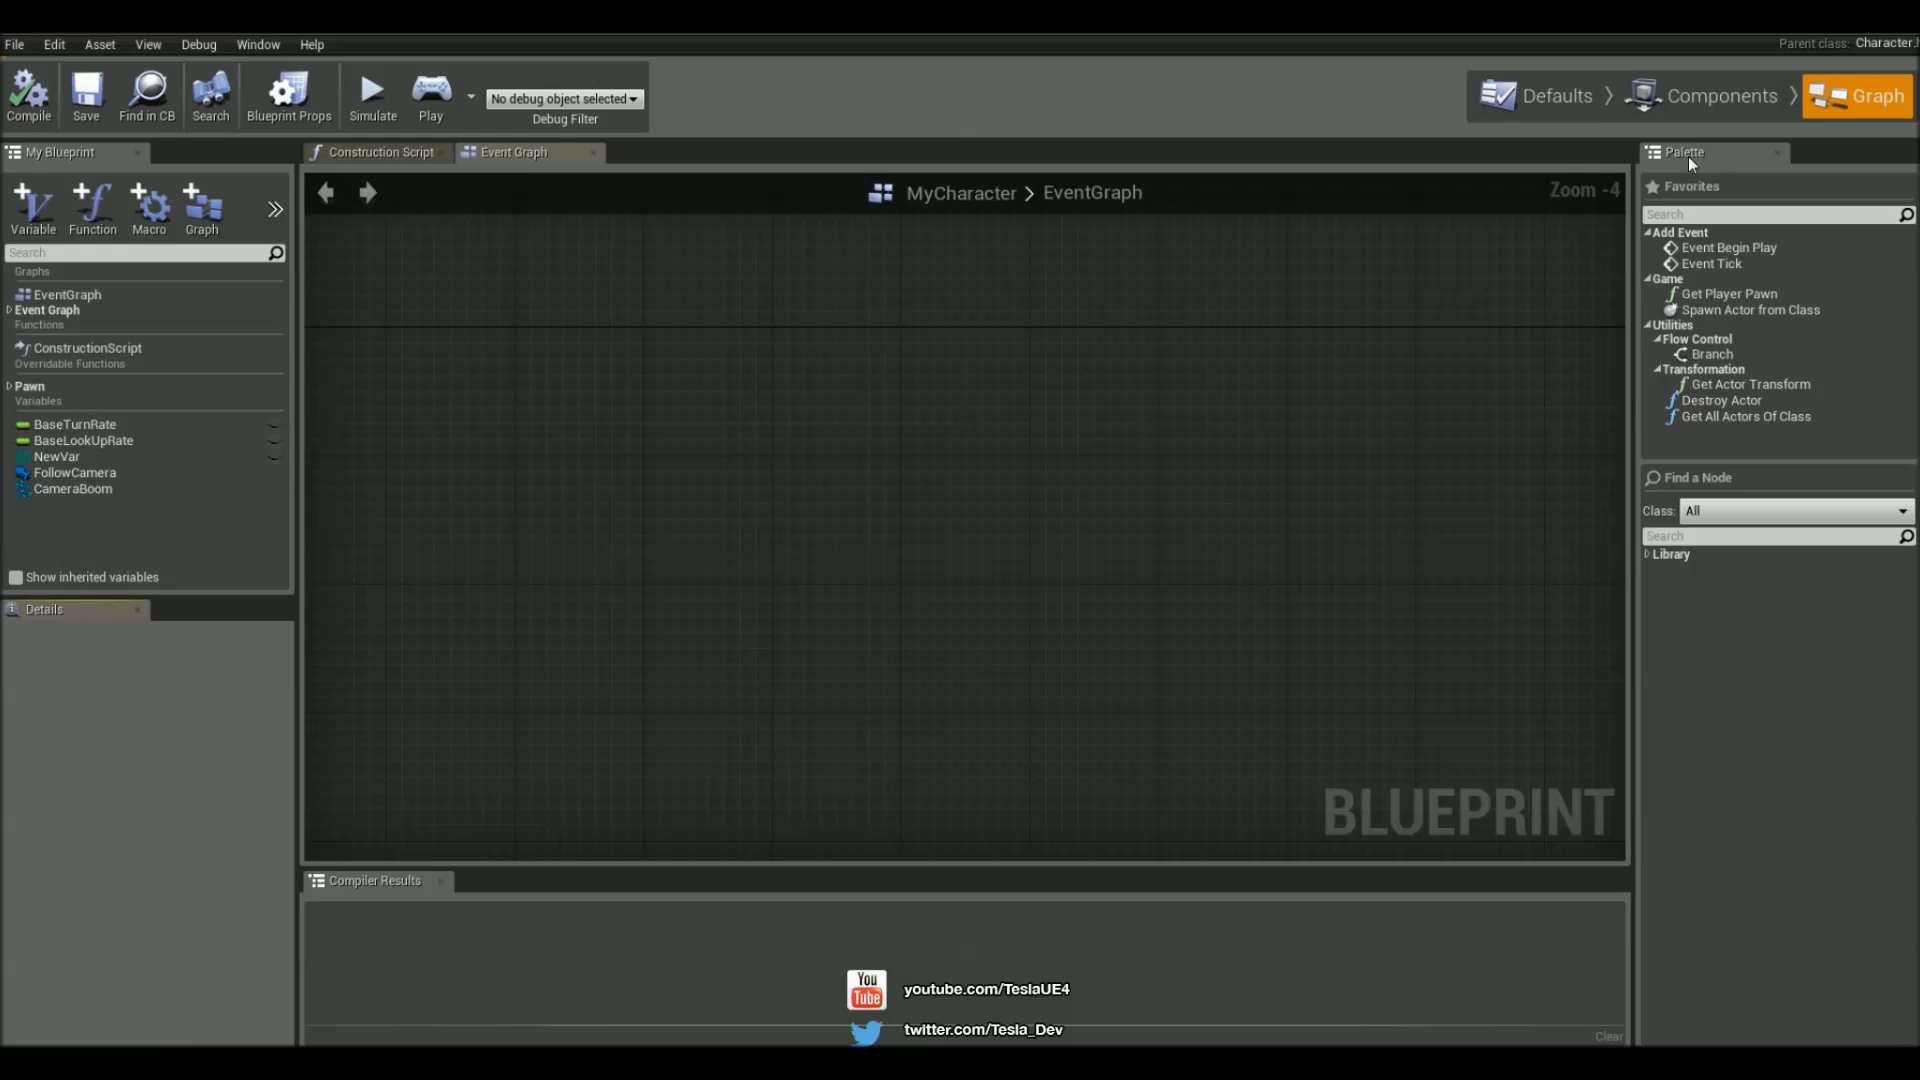 File Edit Asset View Debug Window Help
Parent class: Character.
Compile Save Find in CB Search Blueprint Props Simulate Play
No debug object selected
Debug Filter
Defaults Components Graph
My Blueprint
Construction Script Event Graph
Palette
Variable Function Macro Graph
Search
Graphs
EventGraph
Event Graph
Functions
ConstructionScript
Overridable Functions
Pawn
Variables
BaseTurnRate
BaseLookUpRate
NewVar
FollowCamera
CameraBoom
Show inherited variables
Details
MyCharacter > EventGraph
Zoom -4
BLUEPRINT
Compiler Results
You
Tube
youtube.com/TeslaUE4
twitter.com/Tesla_Dev
Clear
Favorites
Search
Add Event
Event Begin Play
Event Tick
Game
Get Player Pawn
Spawn Actor from Class
Utilities
Flow Control
Branch
Transformation
Get Actor Transform
Destroy Actor
Get All Actors Of Class
Find a Node
Class: All
Search
Library